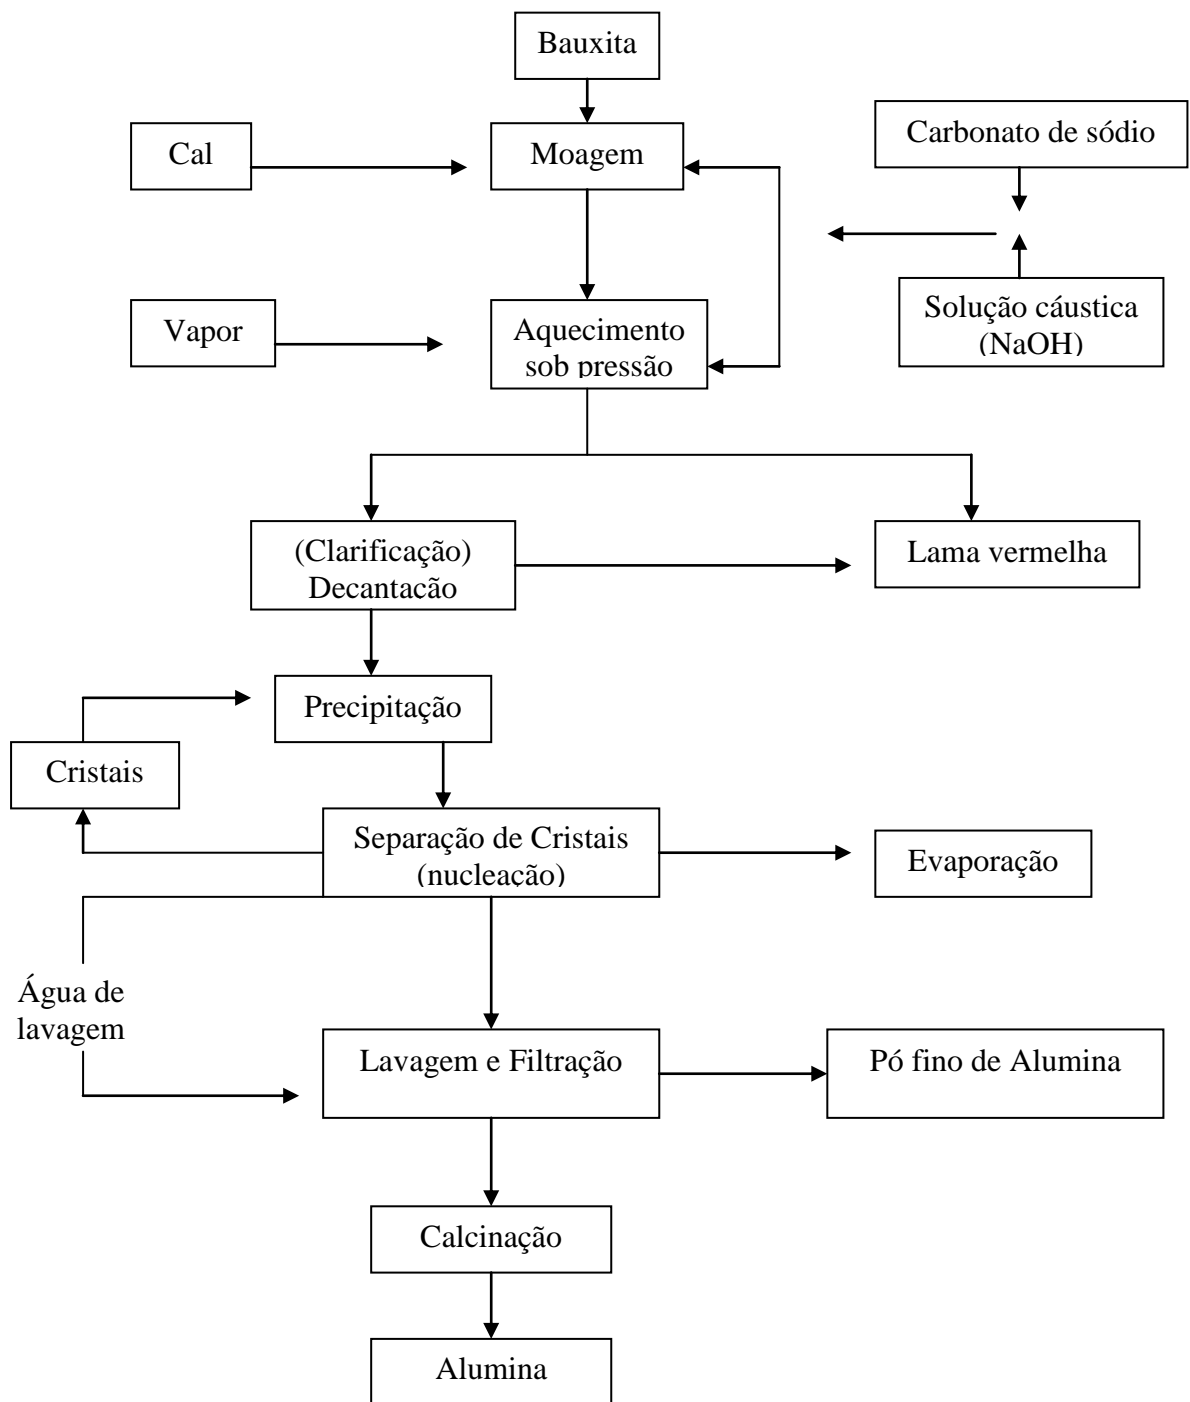 Bauxita
Cal
Moagem
Carbonato de sódio
Vapor
Aquecimento
sob pressão
Solução cáustica
(NaOH)
(Clarificação)
Decantação
Lama vermelha
Precipitação
Cristais
Separação de Cristais
(nucleação)
Evaporação
Água de
lavagem
Lavagem e Filtração
Pó fino de Alumina
Calcinação
Alumina